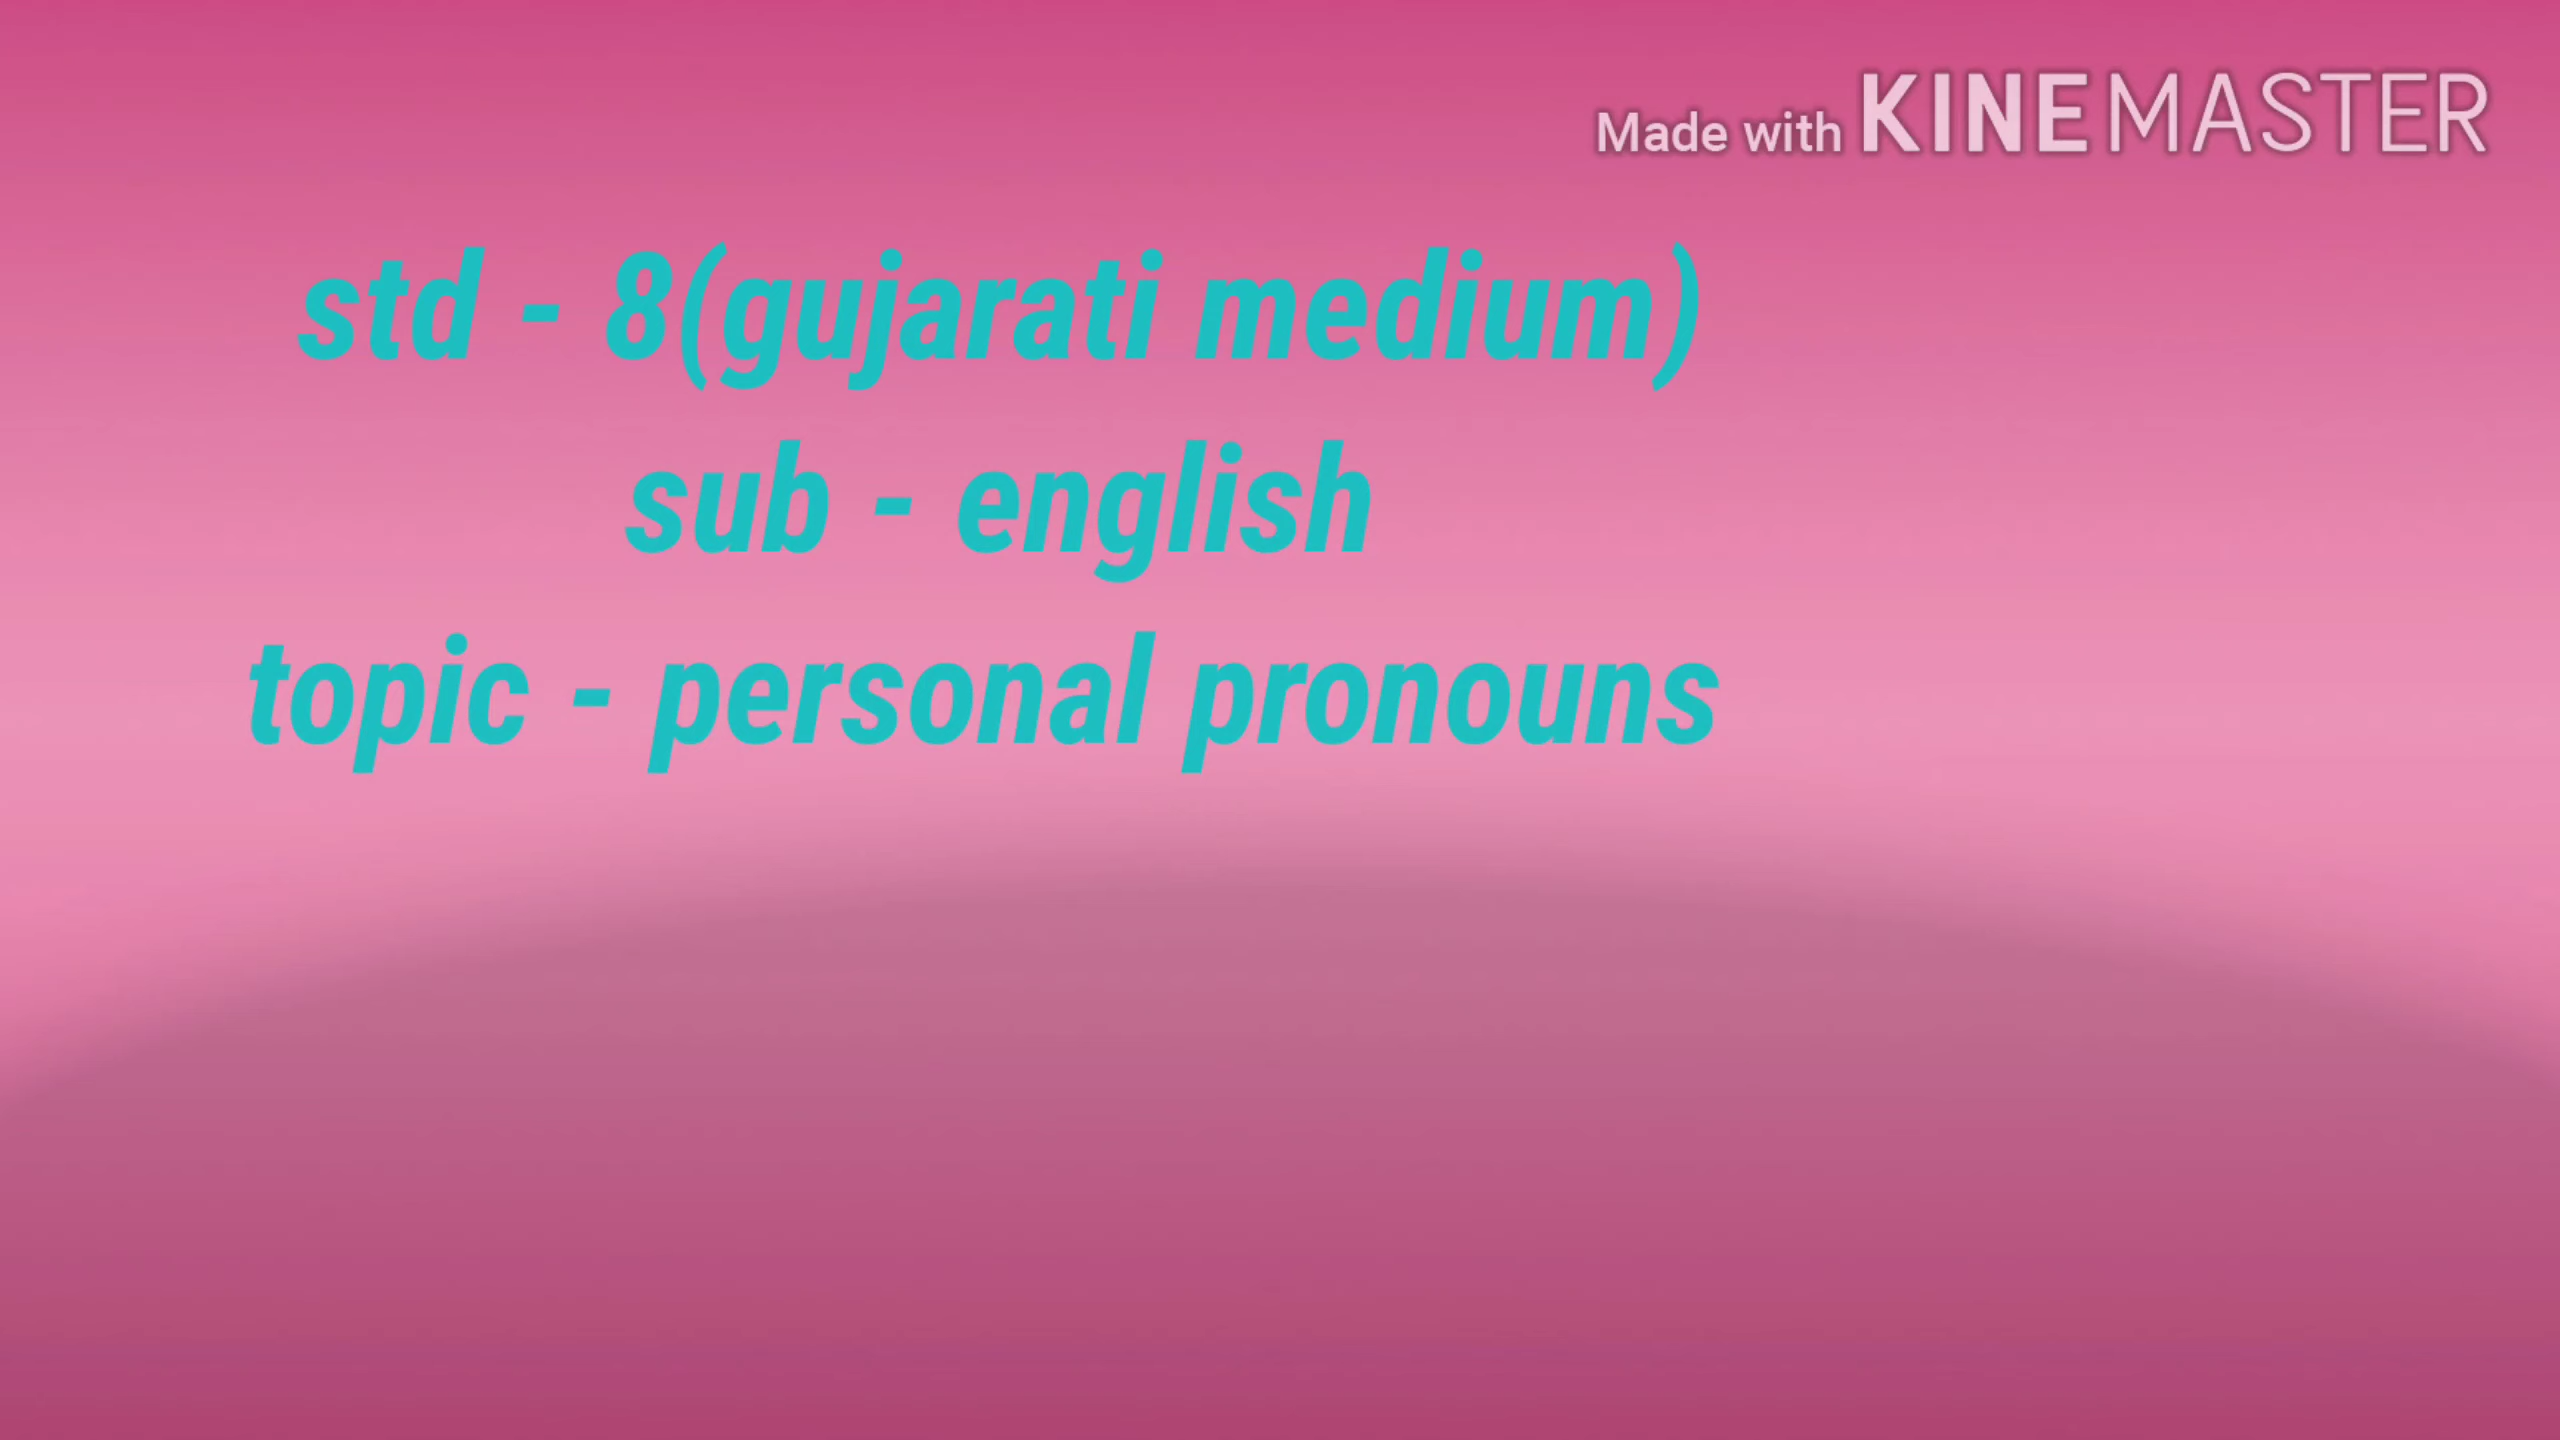 Made with KINEMASTER
std - 8(gujarati medium)
sub - english
topic - personal pronouns